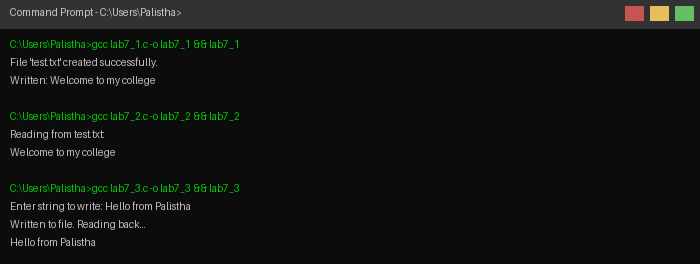 Command Prompt - C:\Users\Palistha>
C:\Users\Palistha>gcc lab7_1.c -o lab7_1 && lab7_1
File 'test.txt' created successfully.
Written: Welcome to my college
C:\Users\Palistha>gcc lab7_2.c -o lab7_2 && lab7_2
Reading from test.txt:
Welcome to my college
C:\Users\Palistha>gcc lab7_3.c -o lab7_3 && lab7_3
Enter string to write: Hello from Palistha
Written to file. Reading back...
Hello from Palistha